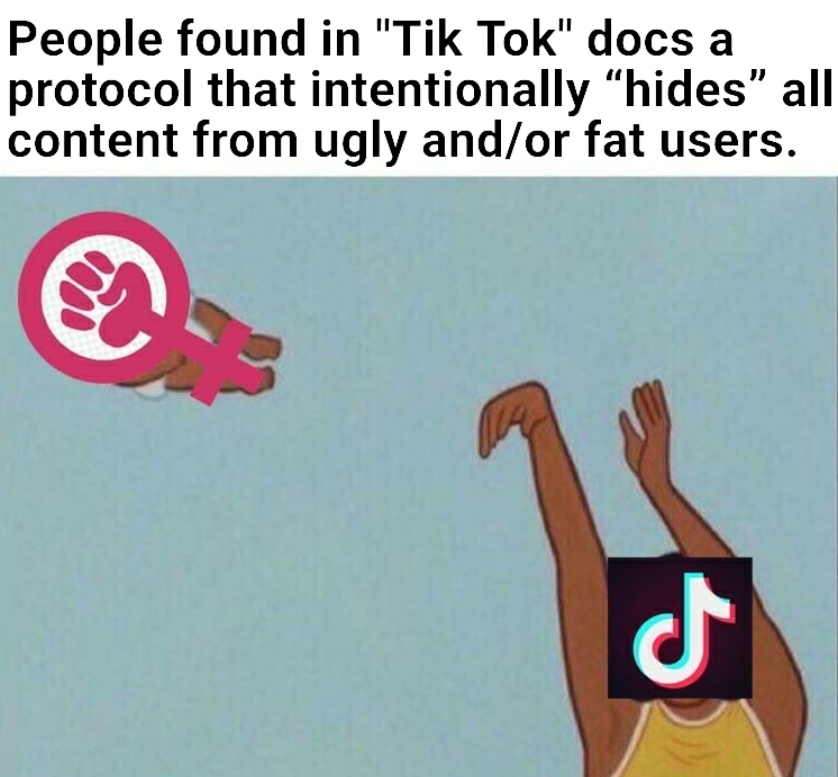 People found in "Tik Tok" docs a
protocol that intentionally “hides” all
content from ugly and/or fat users.